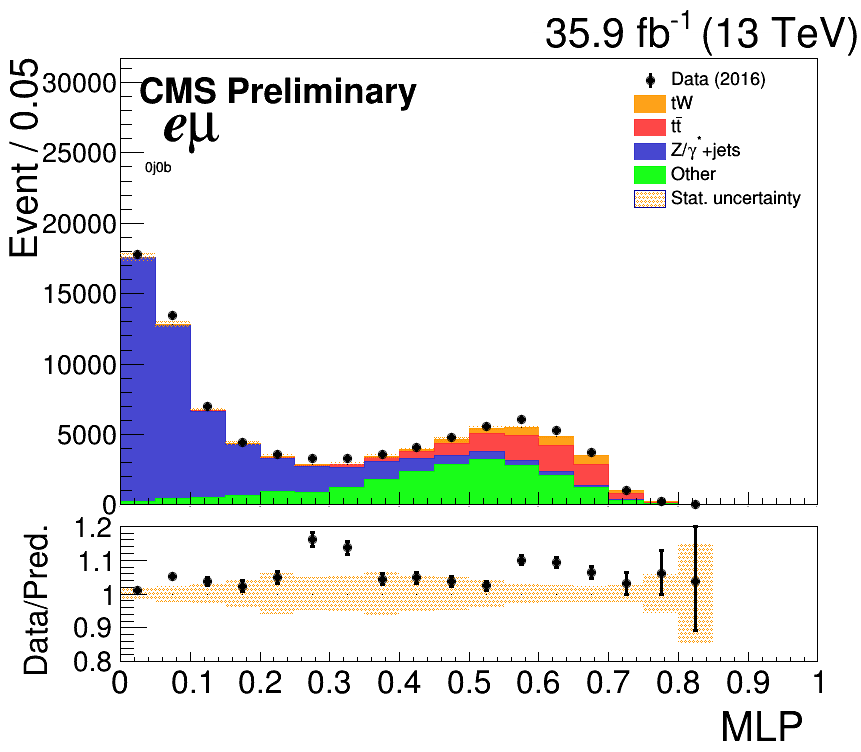 35.9 fb⁻¹ (13 TeV)
Event / 0.05
30000
25000
20000
15000
10000
5000
0
CMS Preliminary
eμ
0j0b
Data (2016)
tW
tt̄
Z/γ*+jets
Other
Stat. uncertainty
Data/Pred.
1.2
1.1
1
0.9
0.8
0 0.1 0.2 0.3 0.4 0.5 0.6 0.7 0.8 0.9 1
MLP